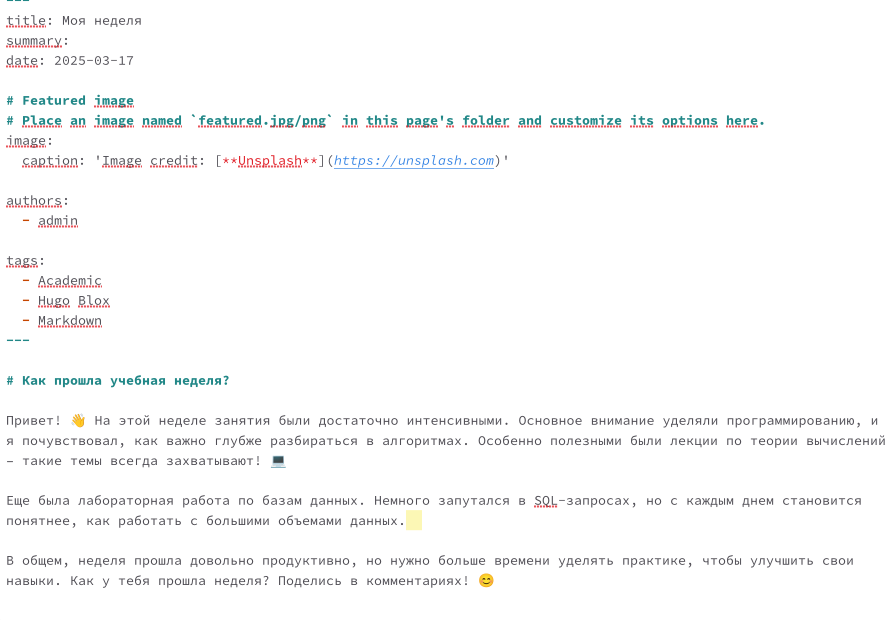 ---
title: Моя неделя
summary:
date: 2025-03-17

# Featured image
# Place an image named `featured.jpg/png` in this page's folder and customize its options here.
image:
  caption: 'Image credit: [**Unsplash**](https://unsplash.com)'

authors:
  - admin

tags:
  - Academic
  - Hugo Blox
  - Markdown
---

# Как прошла учебная неделя?

Привет! 👋 На этой неделе занятия были достаточно интенсивными. Основное внимание уделяли программированию, и
я почувствовал, как важно глубже разбираться в алгоритмах. Особенно полезными были лекции по теории вычислений
– такие темы всегда захватывают! 💻

Еще была лабораторная работа по базам данных. Немного запутался в SQL-запросах, но с каждым днем становится
понятнее, как работать с большими объемами данных.

В общем, неделя прошла довольно продуктивно, но нужно больше времени уделять практике, чтобы улучшить свои
навыки. Как у тебя прошла неделя? Поделись в комментариях! 😊